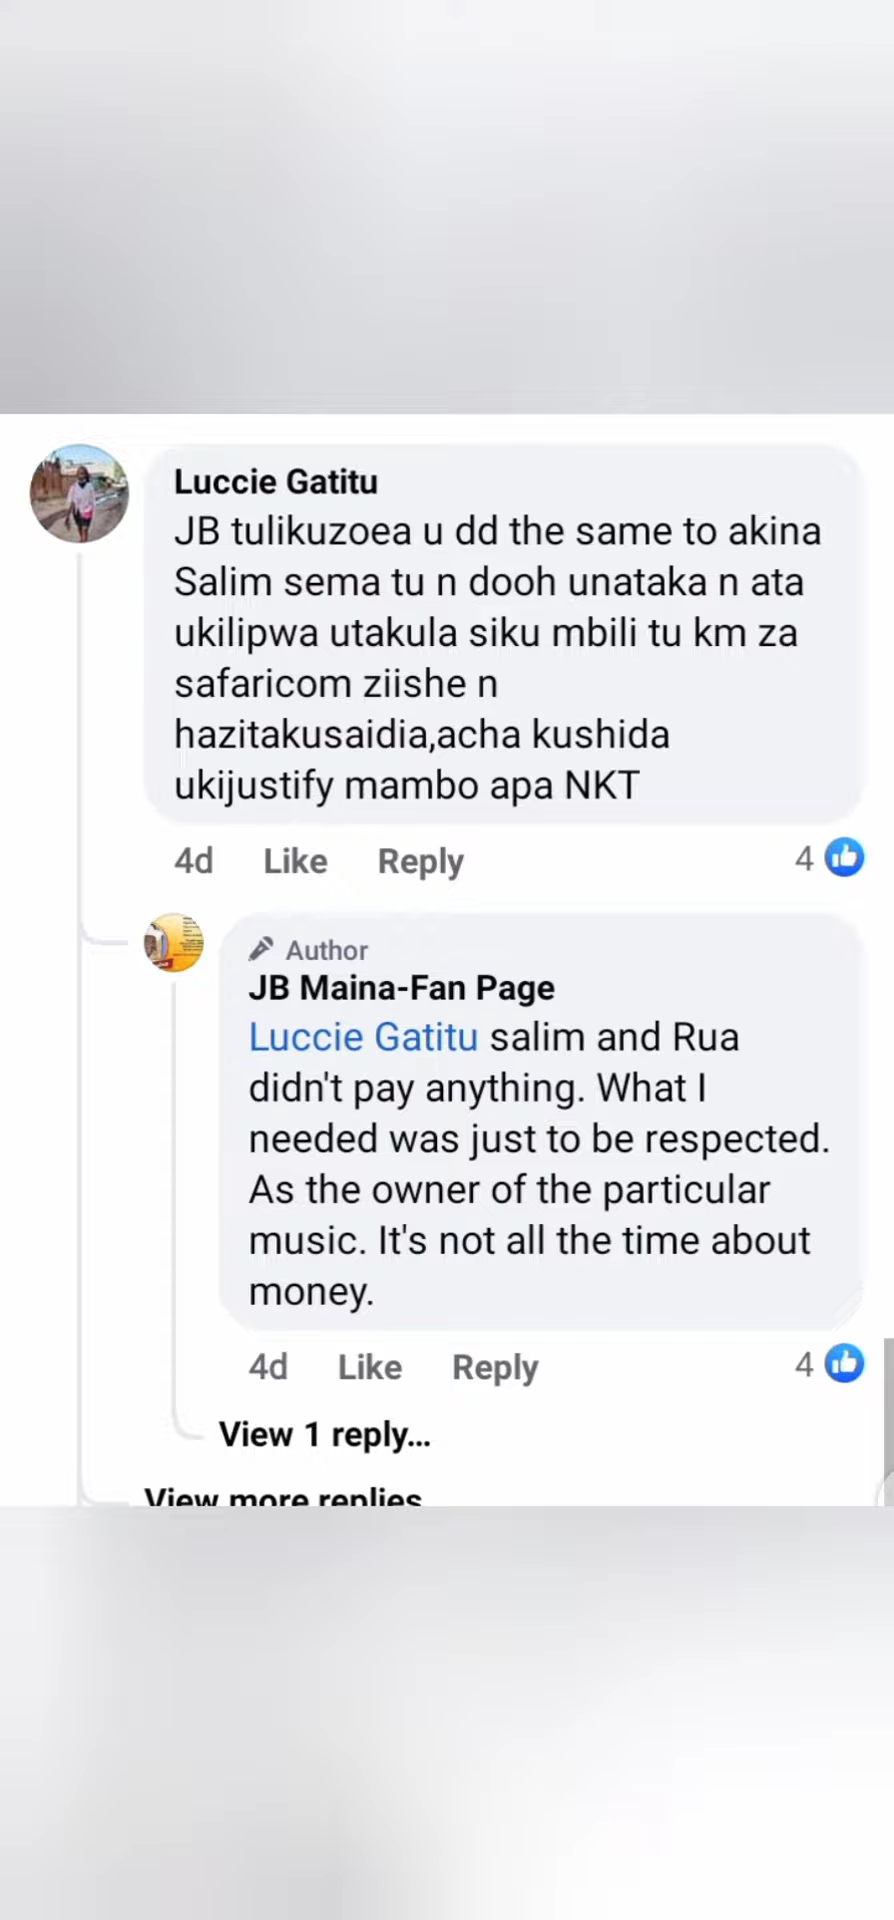 Luccie Gatitu
JB tulikuzoea u dd the same to akina
Salim sema tu n dooh unataka n ata
ukilipwa utakula siku mbili tu km za
safaricom ziishe n
hazitakusaidia,acha kushida
ukijustify mambo apa NKT
4d Like Reply 4
Author
JB Maina-Fan Page
Luccie Gatitu salim and Rua
didn't pay anything. What I
needed was just to be respected.
As the owner of the particular
music. It's not all the time about
money.
4d Like Reply 4
View 1 reply...
View more replies